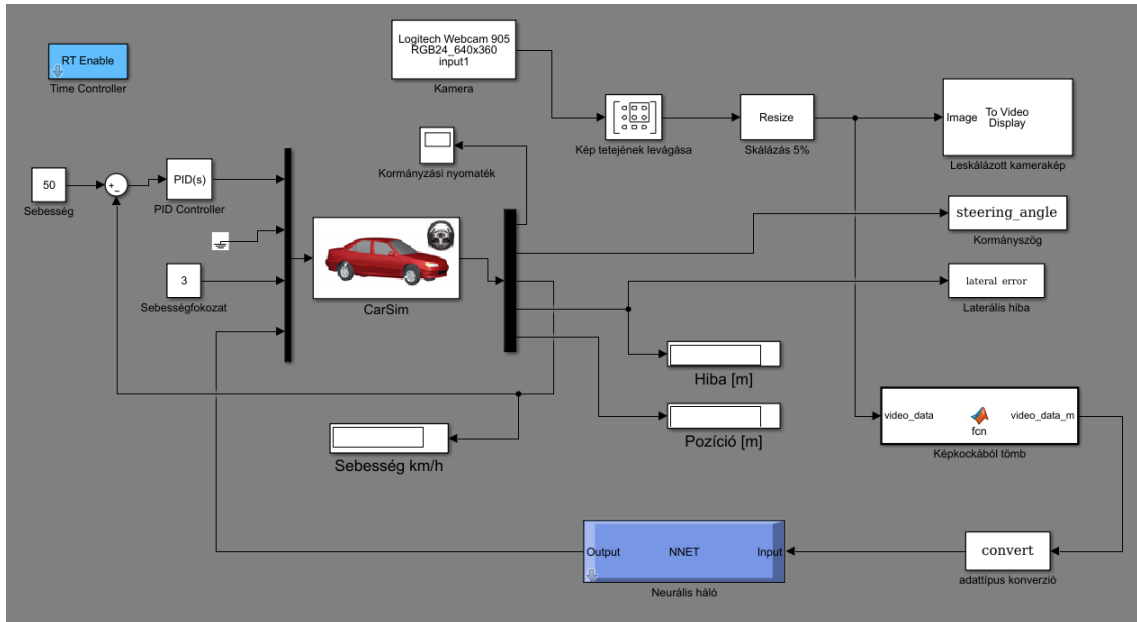 Logitech Webcam 905
RGB24_640x360
input1
Kamera
RT Enable
Time Controller
Resize
Skálázás 5%
Kép tetejének levágása
Image
To Video
Display
Leskálázott kamerakép
Kormányzási nyomaték
50
Sebesség
+
-
PID(s)
PID Controller
3
Sebességfokozat
CarSim
steering_angle
Kormányszög
lateral error
Laterális hiba
Hiba [m]
Pozíció [m]
Sebesség km/h
video_data
fcn
video_data_m
Képkockából tömb
Output
NNET
Input
Neurális háló
convert
adattípus konverzió